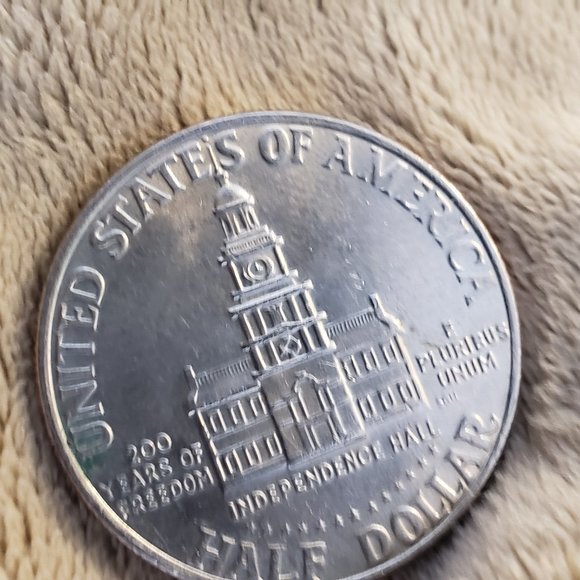 UNITED STATES OF AMERICA
200
YEARS OF
FREEDOM
E
PLURIBUS
UNUM
INDEPENDENCE HALL
HALF DOLLAR